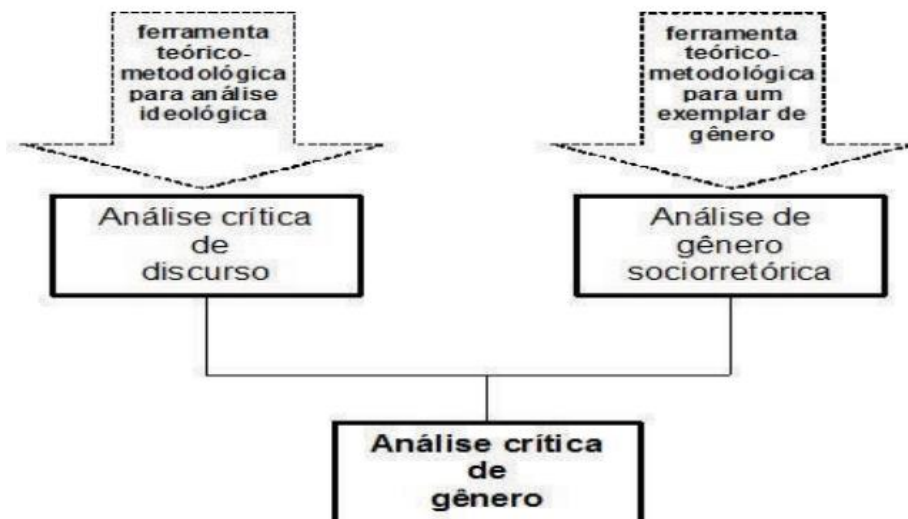 ferramenta
teórico-
metodológica
para análise
ideológica
ferramenta
teórico-
metodológica
para um
exemplar de
gênero
Análise crítica
de
discurso
Análise de
gênero
sociorretórica
Análise crítica
de
gênero